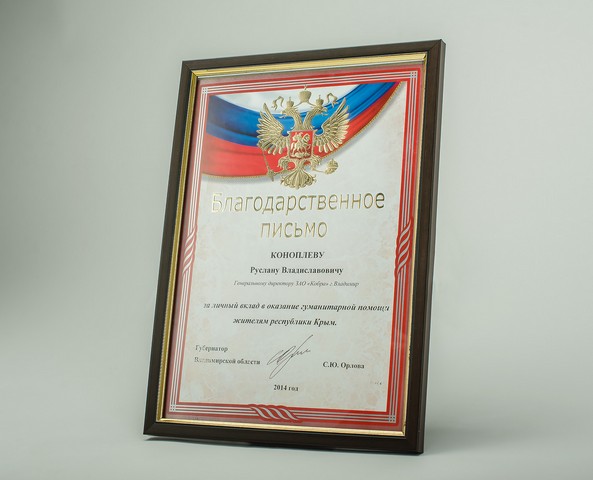 Благодарственное
письмо
КОНОПЛЕВУ
Руслану Владиславовичу
Генеральному директору ЗАО «Кобра» г. Владимир
за личный вклад в оказание гуманитарной помощи
жителям республики Крым.
Губернатор
Владимирской области
С.Ю. Орлова
2014 год